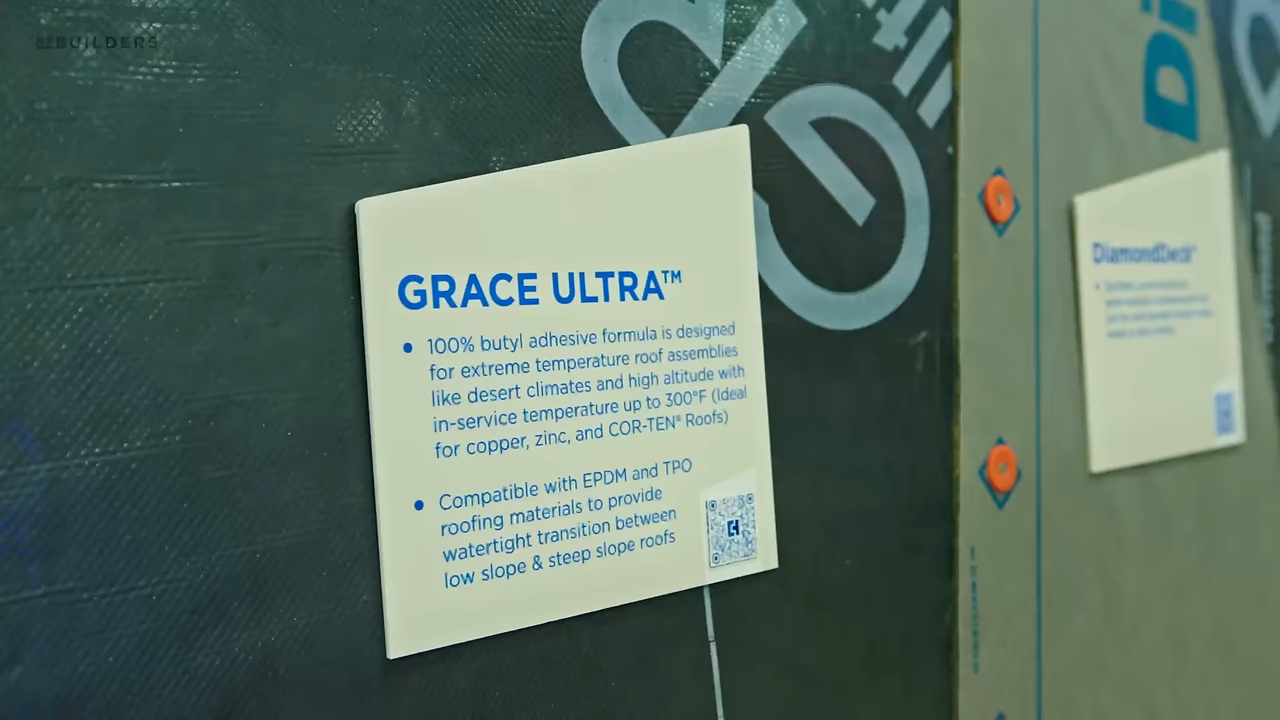 BUILDERS
GRACE ULTRA™
• 100% butyl adhesive formula is designed
for extreme temperature roof assemblies
like desert climates and high altitude with
in-service temperature up to 300°F (Ideal
for copper, zinc, and COR-TEN® Roofs)
• Compatible with EPDM and TPO
roofing materials to provide
watertight transition between
low slope & steep slope roofs
Di
DiamondDeck®